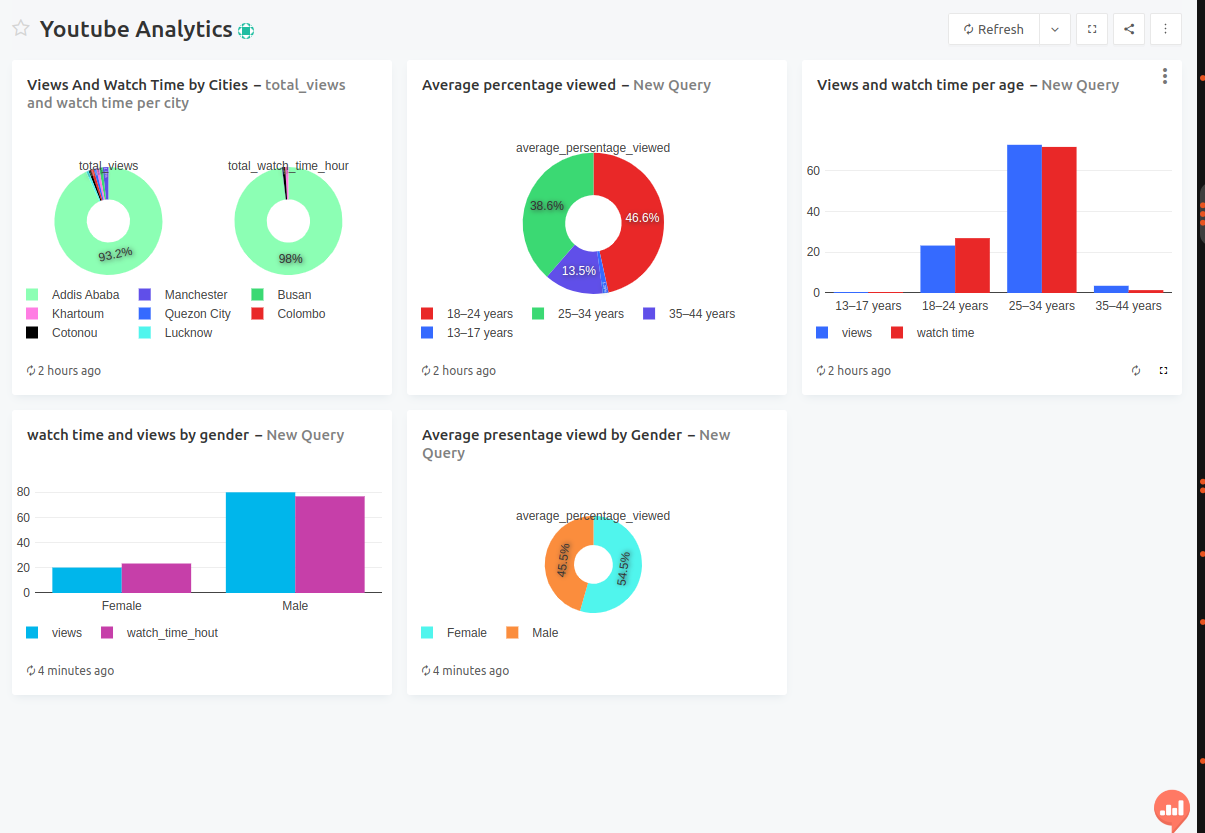 Youtube Analytics
Refresh
Views And Watch Time by Cities – total_views
and watch time per city
total_views
total_watch_time_hour
93.2%
98%
Addis Ababa
Manchester
Busan
Khartoum
Quezon City
Colombo
Cotonou
Lucknow
2 hours ago
Average percentage viewed – New Query
average_persentage_viewed
38.6%
46.6%
13.5%
18–24 years
25–34 years
35–44 years
13–17 years
2 hours ago
Views and watch time per age – New Query
60
40
20
0
13–17 years
18–24 years
25–34 years
35–44 years
views
watch time
2 hours ago
watch time and views by gender – New Query
80
60
40
20
0
Female
Male
views
watch_time_hout
4 minutes ago
Average presentage viewd by Gender – New
Query
average_percentage_viewed
45.5%
54.5%
Female
Male
4 minutes ago